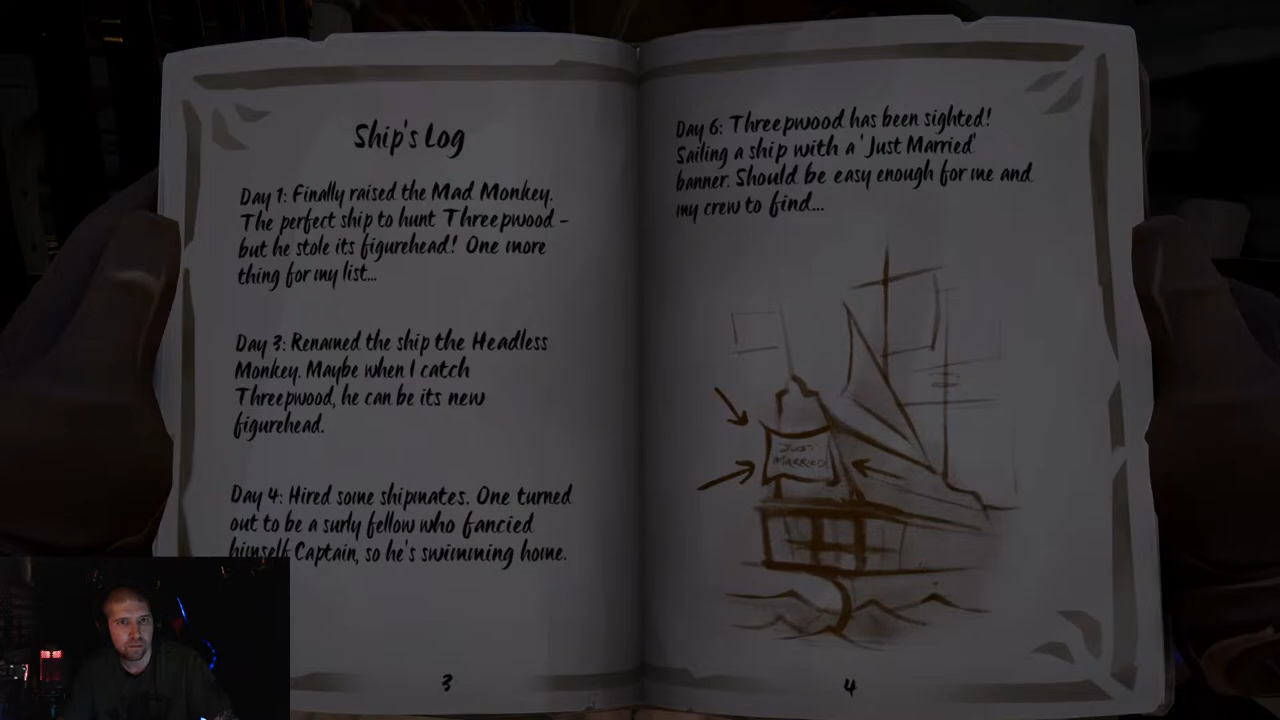 Ship's Log
Day 1: Finally raised the Mad Monkey.
The perfect ship to hunt Threepwood -
but he stole its figurehead! One more
thing for my list...
Day 3: Renamed the ship the Headless
Monkey. Maybe when I catch
Threepwood, he can be its new
figurehead.
Day 4: Hired some shipmates. One turned
out to be a surly fellow who fancied
himself Captain, so he's swimming home.
3
Day 6: Threepwood has been sighted!
Sailing a ship with a 'Just Married'
banner. Should be easy enough for me and
my crew to find...
JUST
MARRIED!
4